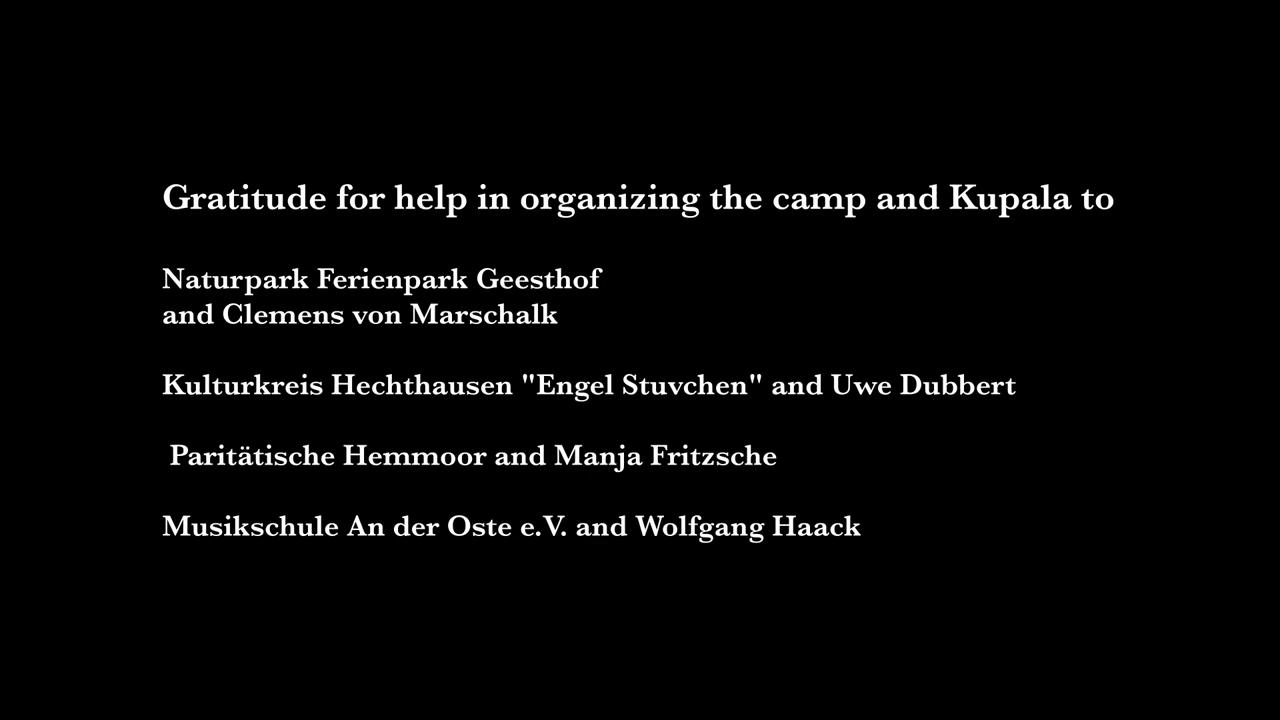 Gratitude for help in organizing the camp and Kupala to
Naturpark Ferienpark Geesthof
and Clemens von Marschalk
Kulturkreis Hechthausen "Engel Stuvchen" and Uwe Dubbert
Paritätische Hemmoor and Manja Fritzsche
Musikschule An der Oste e.V. and Wolfgang Haack